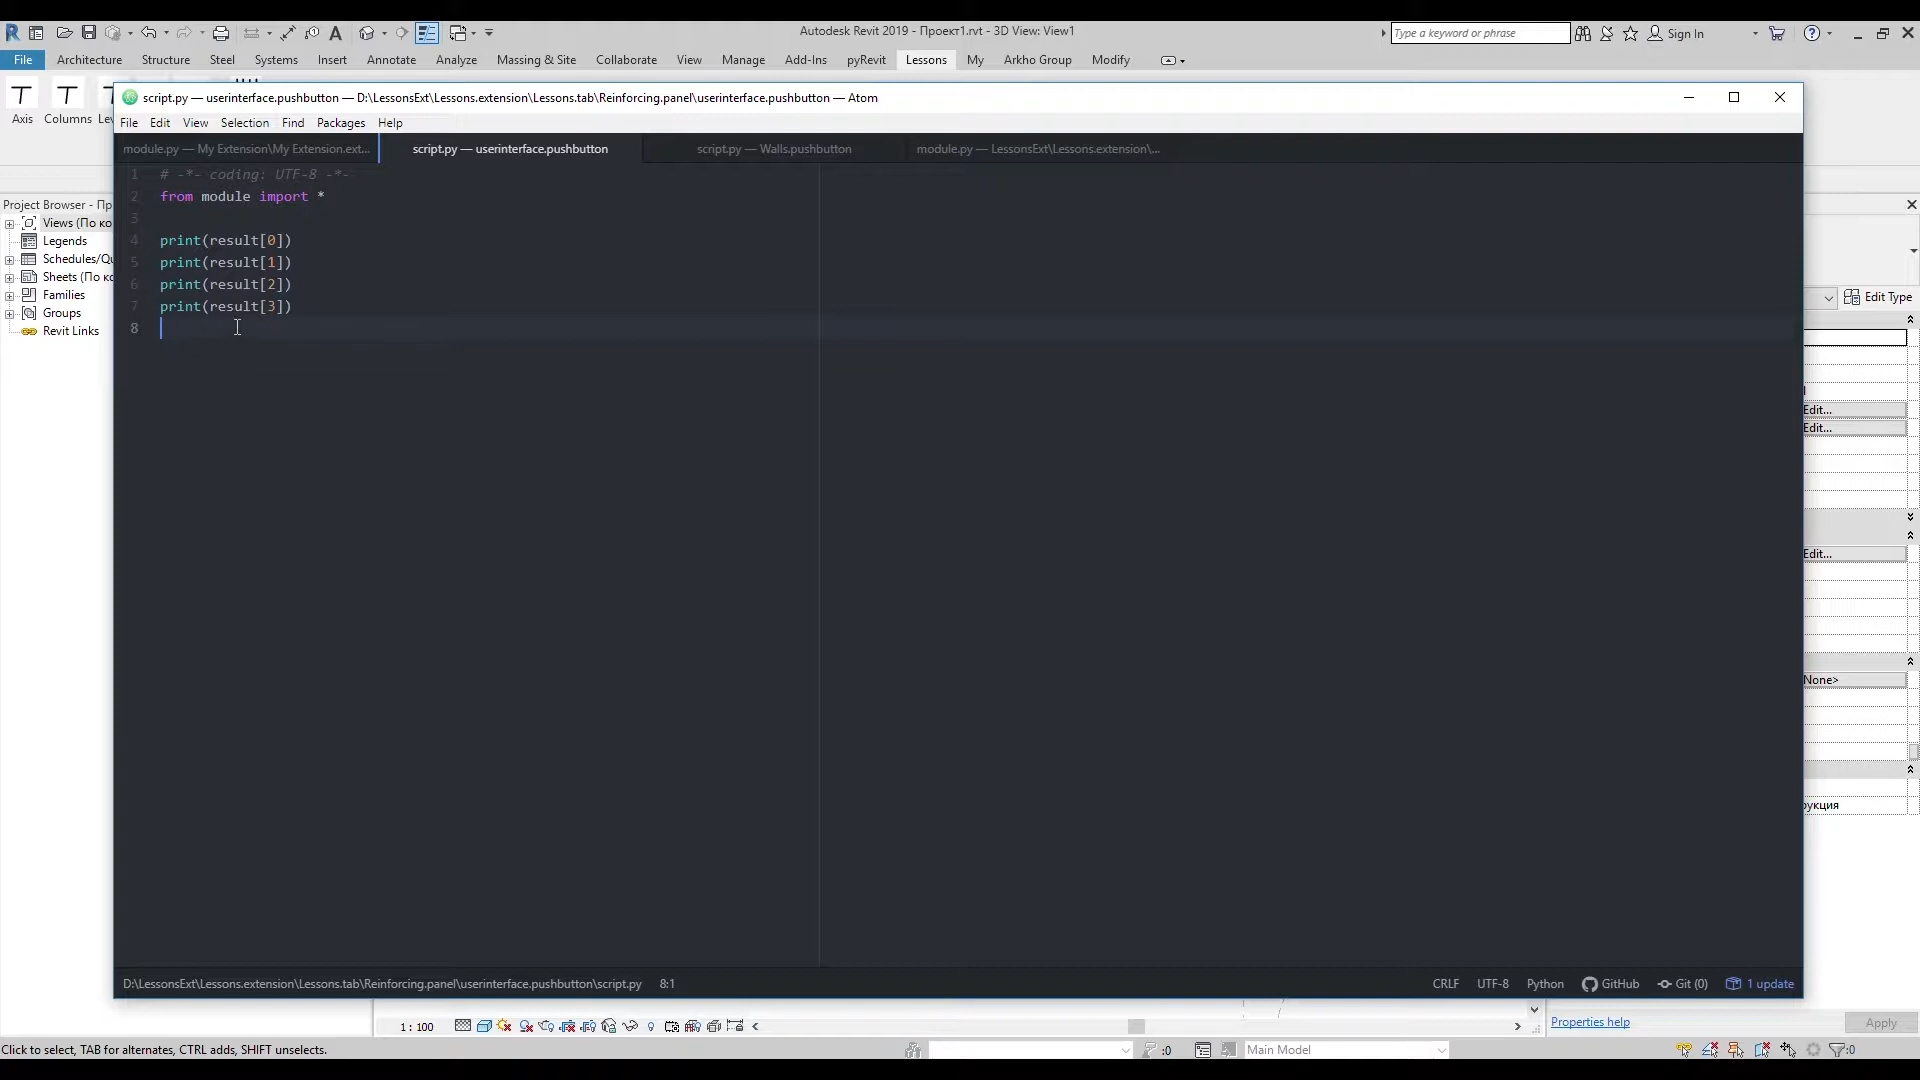 Autodesk Revit 2019 - Проект1.rvt - 3D View: View1
Type a keyword or phrase
Sign In
File Architecture Structure Steel Systems Insert Annotate Analyze Massing & Site Collaborate View Manage Add-Ins pyRevit Lessons My Arkho Group Modify
Axis Columns Lev
script.py — userinterface.pushbutton — D:\LessonsExt\Lessons.extension\Lessons.tab\Reinforcing.panel\userinterface.pushbutton — Atom
File Edit View Selection Find Packages Help
module.py — My Extension\My Extension.ext...
script.py — userinterface.pushbutton
script.py — Walls.pushbutton
module.py — LessonsExt\Lessons.extension\...
1 # -*- coding: UTF-8 -*-
2 from module import *
3
4 print(result[0])
5 print(result[1])
6 print(result[2])
7 print(result[3])
8
Project Browser - Пр
Views (По ко
Legends
Schedules/Qu
Sheets (По ко
Families
Groups
Revit Links
Edit Type
Edit...
Edit...
Edit...
None>
рукция
D:\LessonsExt\Lessons.extension\Lessons.tab\Reinforcing.panel\userinterface.pushbutton\script.py 8:1
CRLF UTF-8 Python GitHub Git (0) 1 update
1 : 100
Properties help
Apply
Click to select, TAB for alternates, CTRL adds, SHIFT unselects.
:0
Main Model
:0